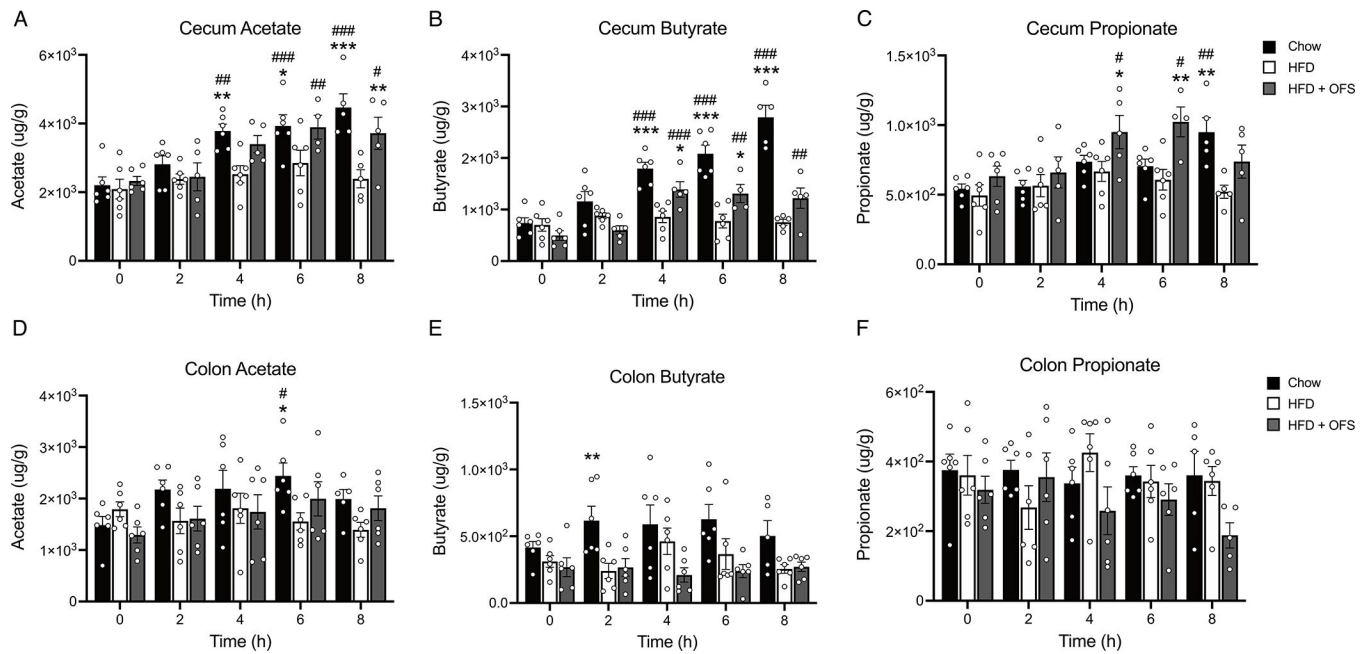 A
Cecum Acetate
Acetate (ug/g)
6×10³
4×10³
2×10³
0
##
**
###
*
##
###
***
#
**
0 2 4 6 8
Time (h)
B
Cecum Butyrate
Butyrate (ug/g)
4×10³
3×10³
2×10³
1×10³
0
###
***
###
*
###
***
##
*
###
***
##
0 2 4 6 8
Time (h)
C
Cecum Propionate
Propionate (ug/g)
1.5×10³
1.0×10³
5.0×10²
0.0
#
*
#
**
##
**
0 2 4 6 8
Time (h)
Chow
HFD
HFD + OFS
D
Colon Acetate
Acetate (ug/g)
4×10³
3×10³
2×10³
1×10³
0
#
*
0 2 4 6 8
Time (h)
E
Colon Butyrate
Butyrate (ug/g)
1.5×10³
1.0×10³
5.0×10²
0.0
**
0 2 4 6 8
Time (h)
F
Colon Propionate
Propionate (ug/g)
6×10²
4×10²
2×10²
0
0 2 4 6 8
Time (h)
Chow
HFD
HFD + OFS